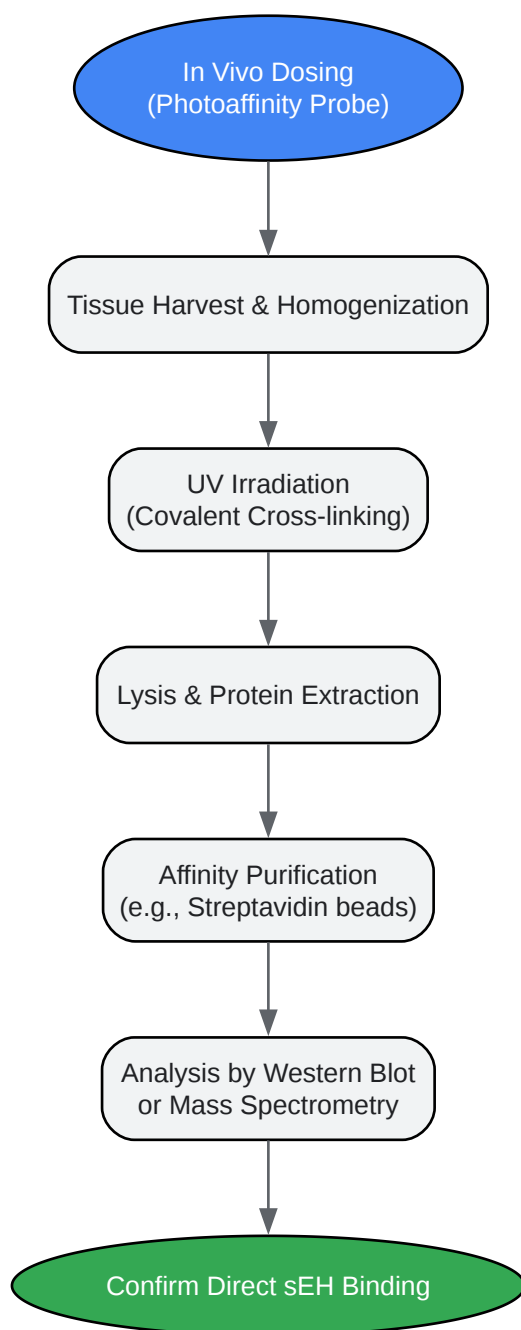 In Vivo Dosing
(Photoaffinity Probe)
Tissue Harvest & Homogenization
UV Irradiation
(Covalent Cross-linking)
Lysis & Protein Extraction
Affinity Purification
(e.g., Streptavidin beads)
Analysis by Western Blot
or Mass Spectrometry
Confirm Direct sEH Binding